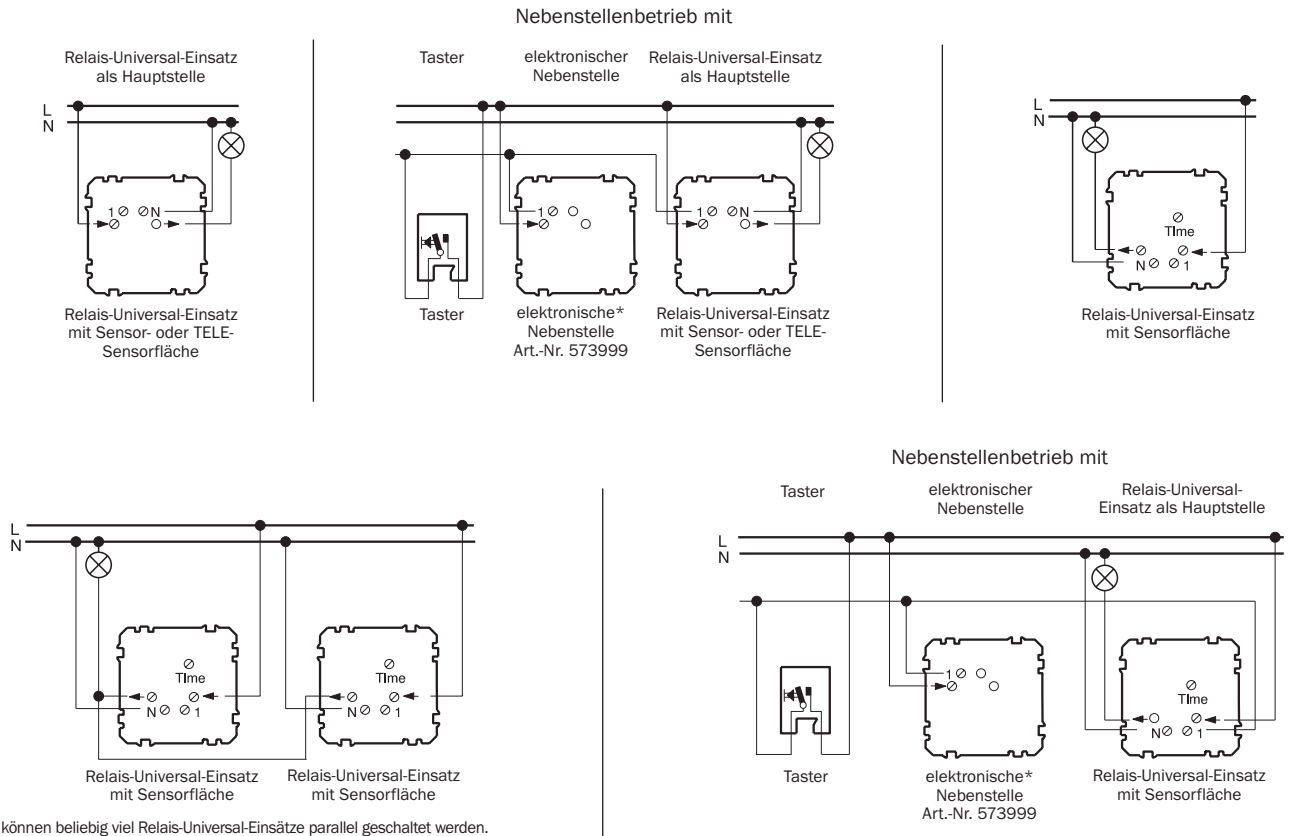 Nebenstellenbetrieb mit
Relais-Universal-Einsatz
als Hauptstelle
Taster
elektronischer
Nebenstelle
Relais-Universal-Einsatz
als Hauptstelle
L
N
1 N
Relais-Universal-Einsatz
mit Sensor- oder TELE-
Sensorfläche
1
1 N
Taster
elektronische*
Nebenstelle
Art.-Nr. 573999
Relais-Universal-Einsatz
mit Sensor- oder TELE-
Sensorfläche
L
N
TIme
N 1
Relais-Universal-Einsatz
mit Sensorfläche
L
N
TIme
N 1
TIme
N 1
Relais-Universal-Einsatz
mit Sensorfläche
Relais-Universal-Einsatz
mit Sensorfläche
können beliebig viel Relais-Universal-Einsätze parallel geschaltet werden.
Nebenstellenbetrieb mit
Taster
elektronischer
Nebenstelle
Relais-Universal-
Einsatz als Hauptstelle
L
N
1
TIme
N 1
Taster
elektronische*
Nebenstelle
Art.-Nr. 573999
Relais-Universal-Einsatz
mit Sensorfläche